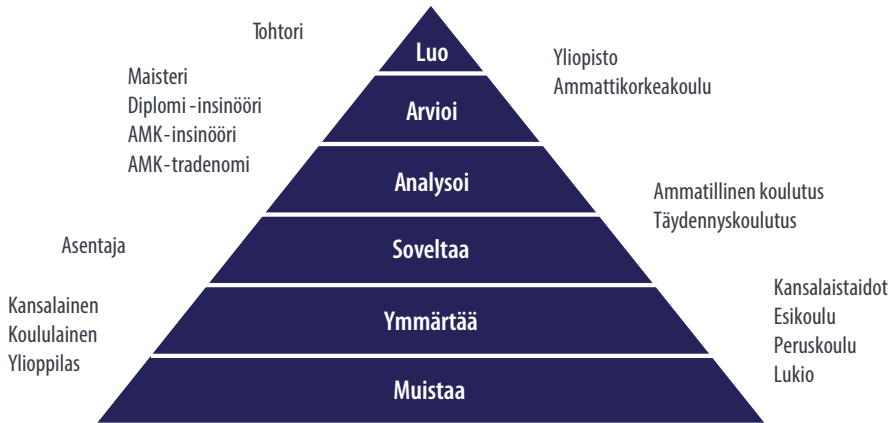 Tohtori
Luo
Yliopisto
Ammattikorkeakoulu
Maisteri
Diplomi-insinööri
AMK-insinööri
AMK-tradenomi
Arvioi
Analysoi
Ammatillinen koulutus
Täydennyskoulutus
Asentaja
Soveltaa
Kansalainen
Koululainen
Ylioppilas
Ymmärtää
Kansalaistaidot
Esikoulu
Peruskoulu
Lukio
Muistaa